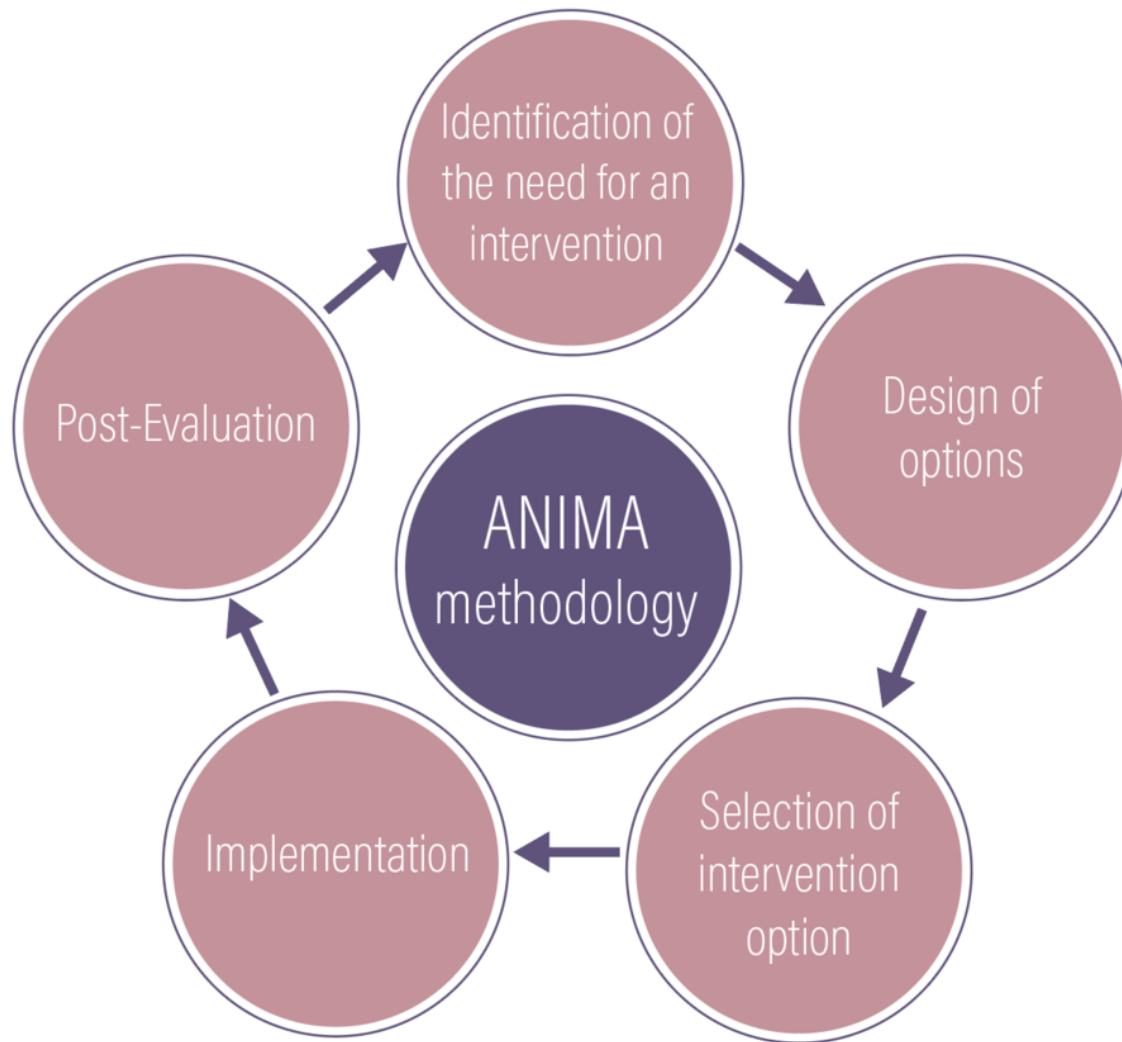 Identification of
the need for an
intervention
Design of
options
Selection of
intervention
option
Implementation
Post-Evaluation
ANIMA
methodology